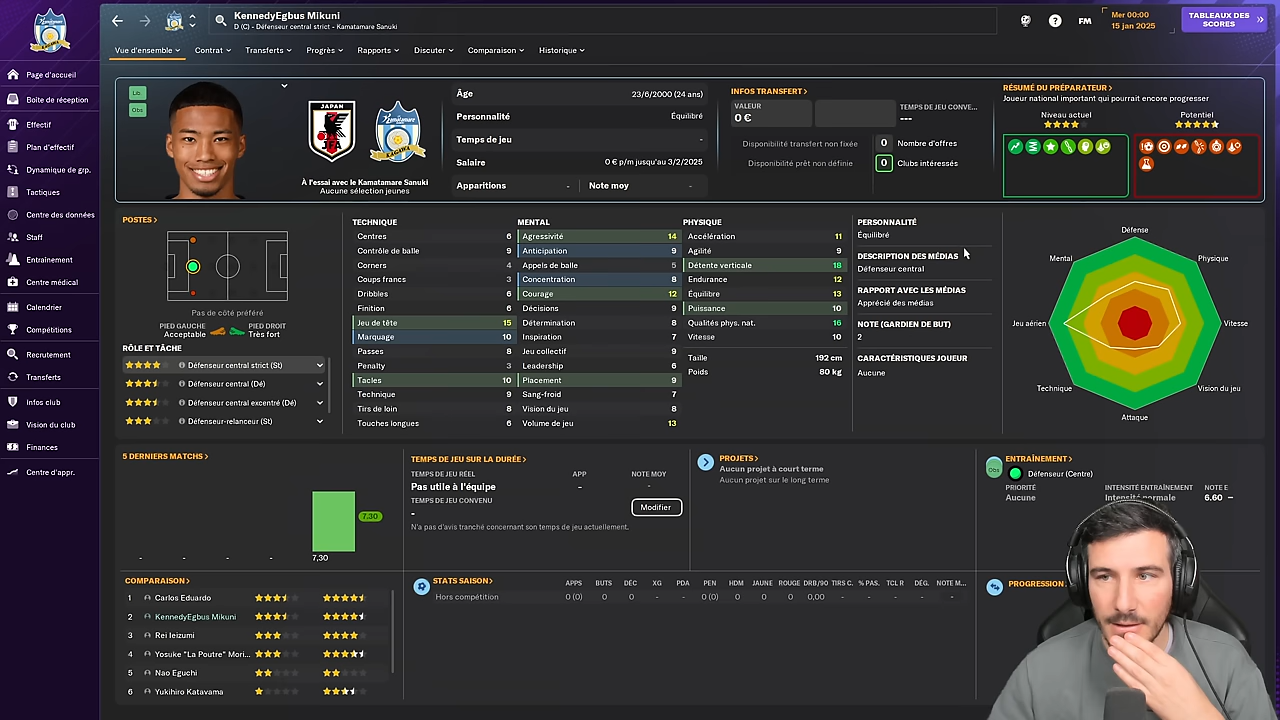 KennedyEgbus Mikuni
D (C) - Défenseur central strict - Kamatamare Sanuki
FM
Mer 00:00
15 jan 2025
TABLEAUX DES SCORES
Vue d'ensemble
Contrat
Transferts
Progrès
Rapports
Discuter
Comparaison
Historique
Page d'accueil
Boîte de réception
Effectif
Plan d'effectif
Dynamique de grp.
Tactiques
Centre des données
Staff
Entraînement
Centre médical
Calendrier
Compétitions
Recrutement
Transferts
Infos club
Vision du club
Finances
Centre d'appr.
Lib
Obs
JAPAN
JFA
À l'essai avec le Kamatamare Sanuki
Aucune sélection jeunes
Âge 23/6/2000 (24 ans)
Personnalité Équilibré
Temps de jeu -
Salaire 0 € p/m jusqu'au 3/2/2025
Apparitions - Note moy -
INFOS TRANSFERT
VALEUR
0 €
TEMPS DE JEU CONVE...
---
Disponibilité transfert non fixée
0 Nombre d'offres
Disponibilité prêt non définie
0 Clubs intéressés
RÉSUMÉ DU PRÉPARATEUR
Joueur national important qui pourrait encore progresser
Niveau actuel
Potentiel
POSTES
Pas de côté préféré
PIED GAUCHE
Acceptable
PIED DROIT
Très fort
RÔLE ET TÂCHE
Défenseur central strict (St)
Défenseur central (Dé)
Défenseur central excentré (Dé)
Défenseur-relanceur (St)
TECHNIQUE
Centres 6
Contrôle de balle 9
Corners 4
Coups francs 3
Dribbles 6
Finition 6
Jeu de tête 15
Marquage 10
Passes 8
Penalty 3
Tacles 10
Technique 9
Tirs de loin 8
Touches longues 6
MENTAL
Agressivité 14
Anticipation 9
Appels de balle 5
Concentration 8
Courage 12
Décisions 9
Détermination 8
Inspiration 7
Jeu collectif 9
Leadership 6
Placement 9
Sang-froid 7
Vision du jeu 8
Volume de jeu 13
PHYSIQUE
Accélération 11
Agilité 9
Détente verticale 18
Endurance 12
Équilibre 13
Puissance 10
Qualités phys. nat. 16
Vitesse 10
Taille 192 cm
Poids 80 kg
PERSONNALITÉ
Équilibré
DESCRIPTION DES MÉDIAS
Défenseur central
RAPPORT AVEC LES MÉDIAS
Apprécié des médias
NOTE (GARDIEN DE BUT)
2
CARACTÉRISTIQUES JOUEUR
Aucune
Défense
Mental
Physique
Jeu aérien
Vitesse
Technique
Vision du jeu
Attaque
5 DERNIERS MATCHS
- - - -
7,30
7.30
TEMPS DE JEU SUR LA DURÉE
TEMPS DE JEU RÉEL APP NOTE MOY
Pas utile à l'équipe - -
TEMPS DE JEU CONVENU
-
Modifier
N'a pas d'avis tranché concernant son temps de jeu actuellement.
PROJETS
Aucun projet à court terme
Aucun projet sur le long terme
ENTRAÎNEMENT
Obs
Défenseur (Centre)
PRIORITÉ INTENSITÉ ENTRAÎNEMENT NOTE E
Aucune Intensité normale 6.60 –
COMPARAISON
1 Carlos Eduardo
2 KennedyEgbus Mikuni
3 Rei Ieizumi
4 Yosuke "La Poutre" Mori...
5 Nao Eguchi
6 Yukihiro Katayama
STATS SAISON
APPS BUTS DÉC XG PDA PEN HDM JAUNE ROUGE DRB/90 TIRS C. % PAS. TCL R DÉG. NOTE M...
Hors compétition 0 (0) 0 0 - - 0 (0) 0 0 0 0,00 - - - - -
PROGRESSION